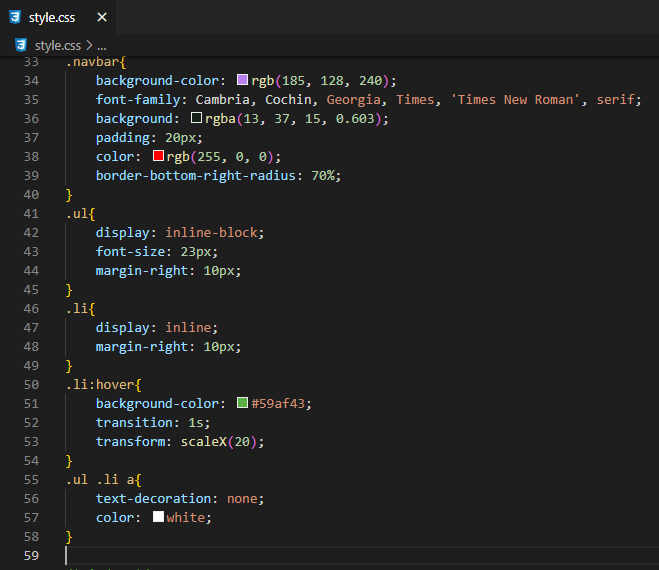 style.css ×
style.css > ...
33 .navbar{
34     background-color: rgb(185, 128, 240);
35     font-family: Cambria, Cochin, Georgia, Times, 'Times New Roman', serif;
36     background: rgba(13, 37, 15, 0.603);
37     padding: 20px;
38     color: rgb(255, 0, 0);
39     border-bottom-right-radius: 70%;
40 }
41 .ul{
42     display: inline-block;
43     font-size: 23px;
44     margin-right: 10px;
45 }
46 .li{
47     display: inline;
48     margin-right: 10px;
49 }
50 .li:hover{
51     background-color: #59af43;
52     transition: 1s;
53     transform: scaleX(20);
54 }
55 .ul .li a{
56     text-decoration: none;
57     color: white;
58 }
59